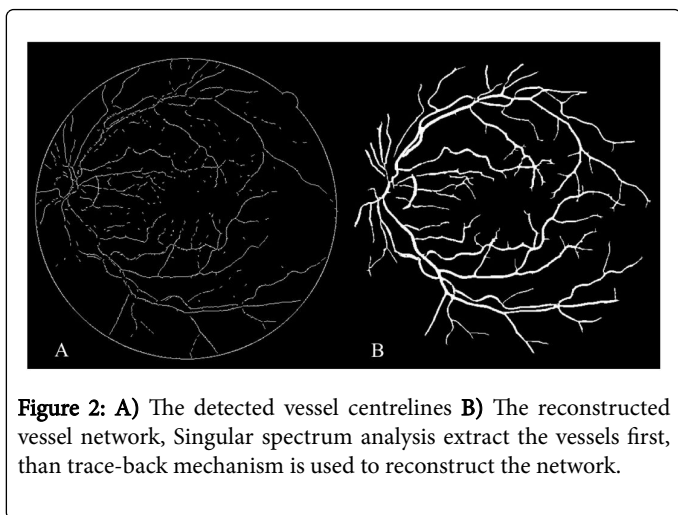 A
B
Figure 2: A) The detected vessel centrelines B) The reconstructed
vessel network, Singular spectrum analysis extract the vessels first,
than trace-back mechanism is used to reconstruct the network.